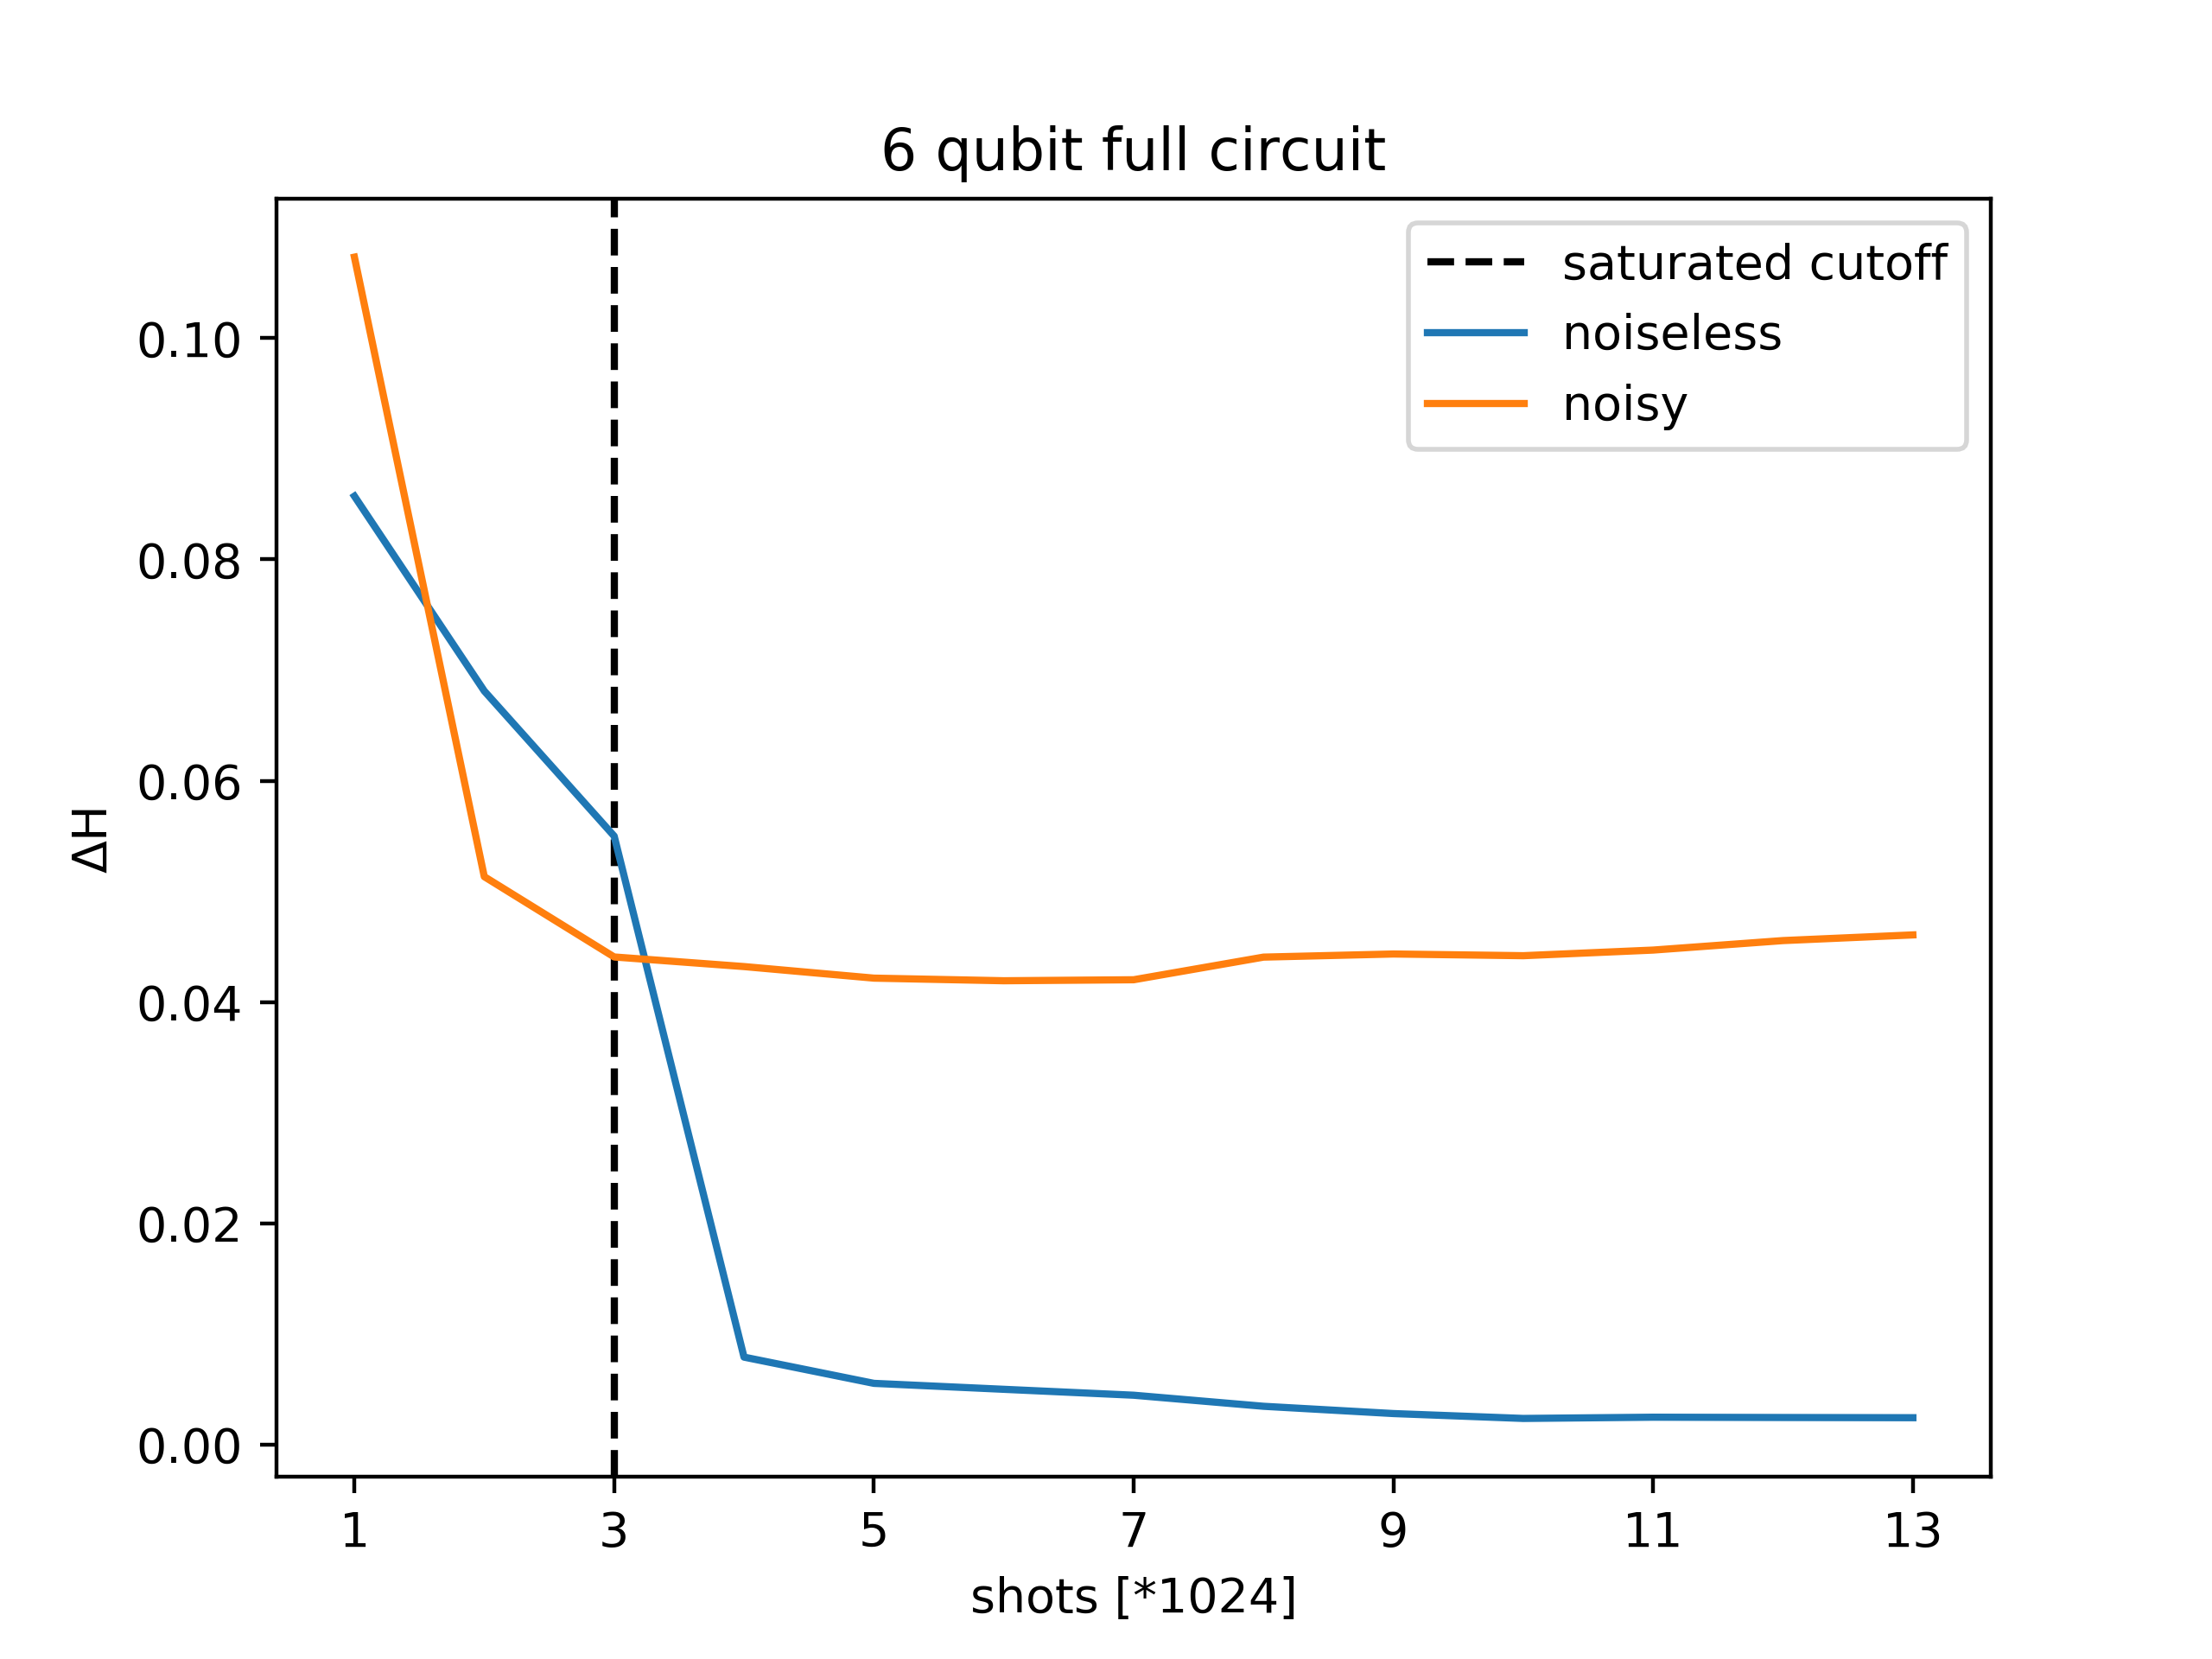 6 qubit full circuit
saturated cutoff
noiseless
noisy
0.10
0.08
0.06
0.04
0.02
0.00
ΔH
1 3 5 7 9 11 13
shots [*1024]